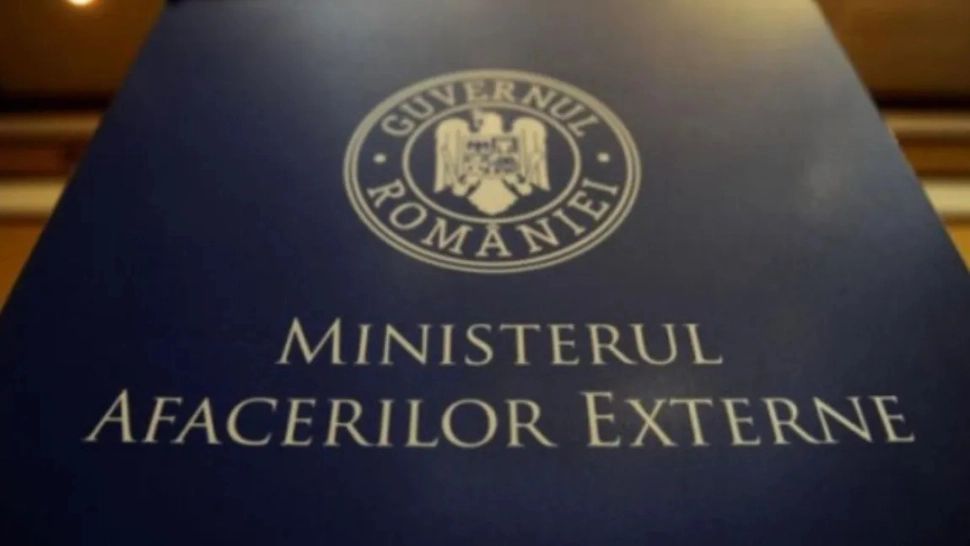 GUVERNUL
ROMÂNIEI
MINISTERUL
AFACERILOR EXTERNE